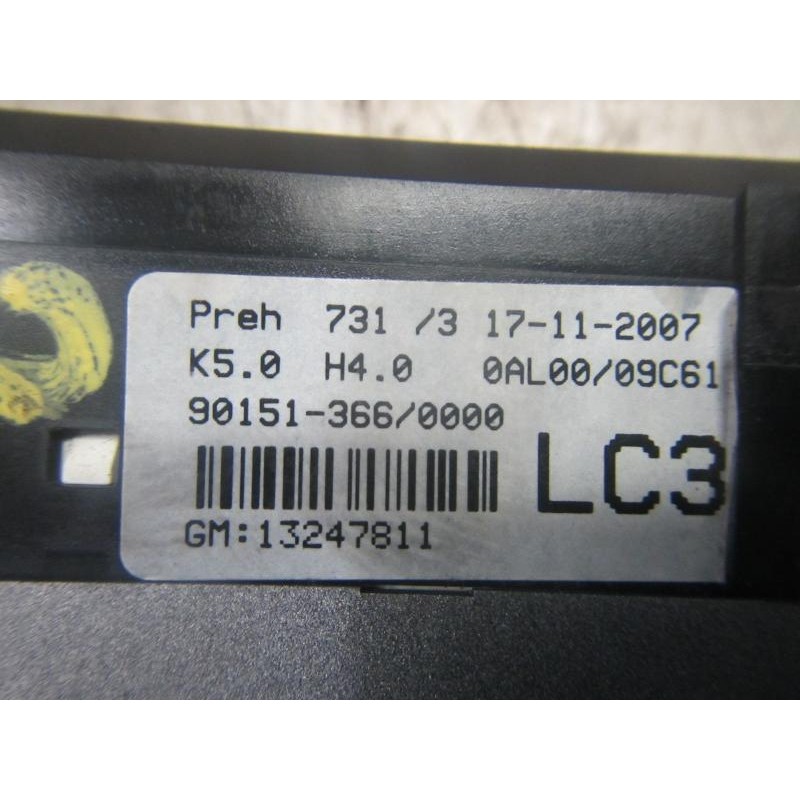 Preh 731 /3 17-11-2007
K5.0 H4.0 0AL00/09C61
90151-366/0000
LC3
GM:13247811